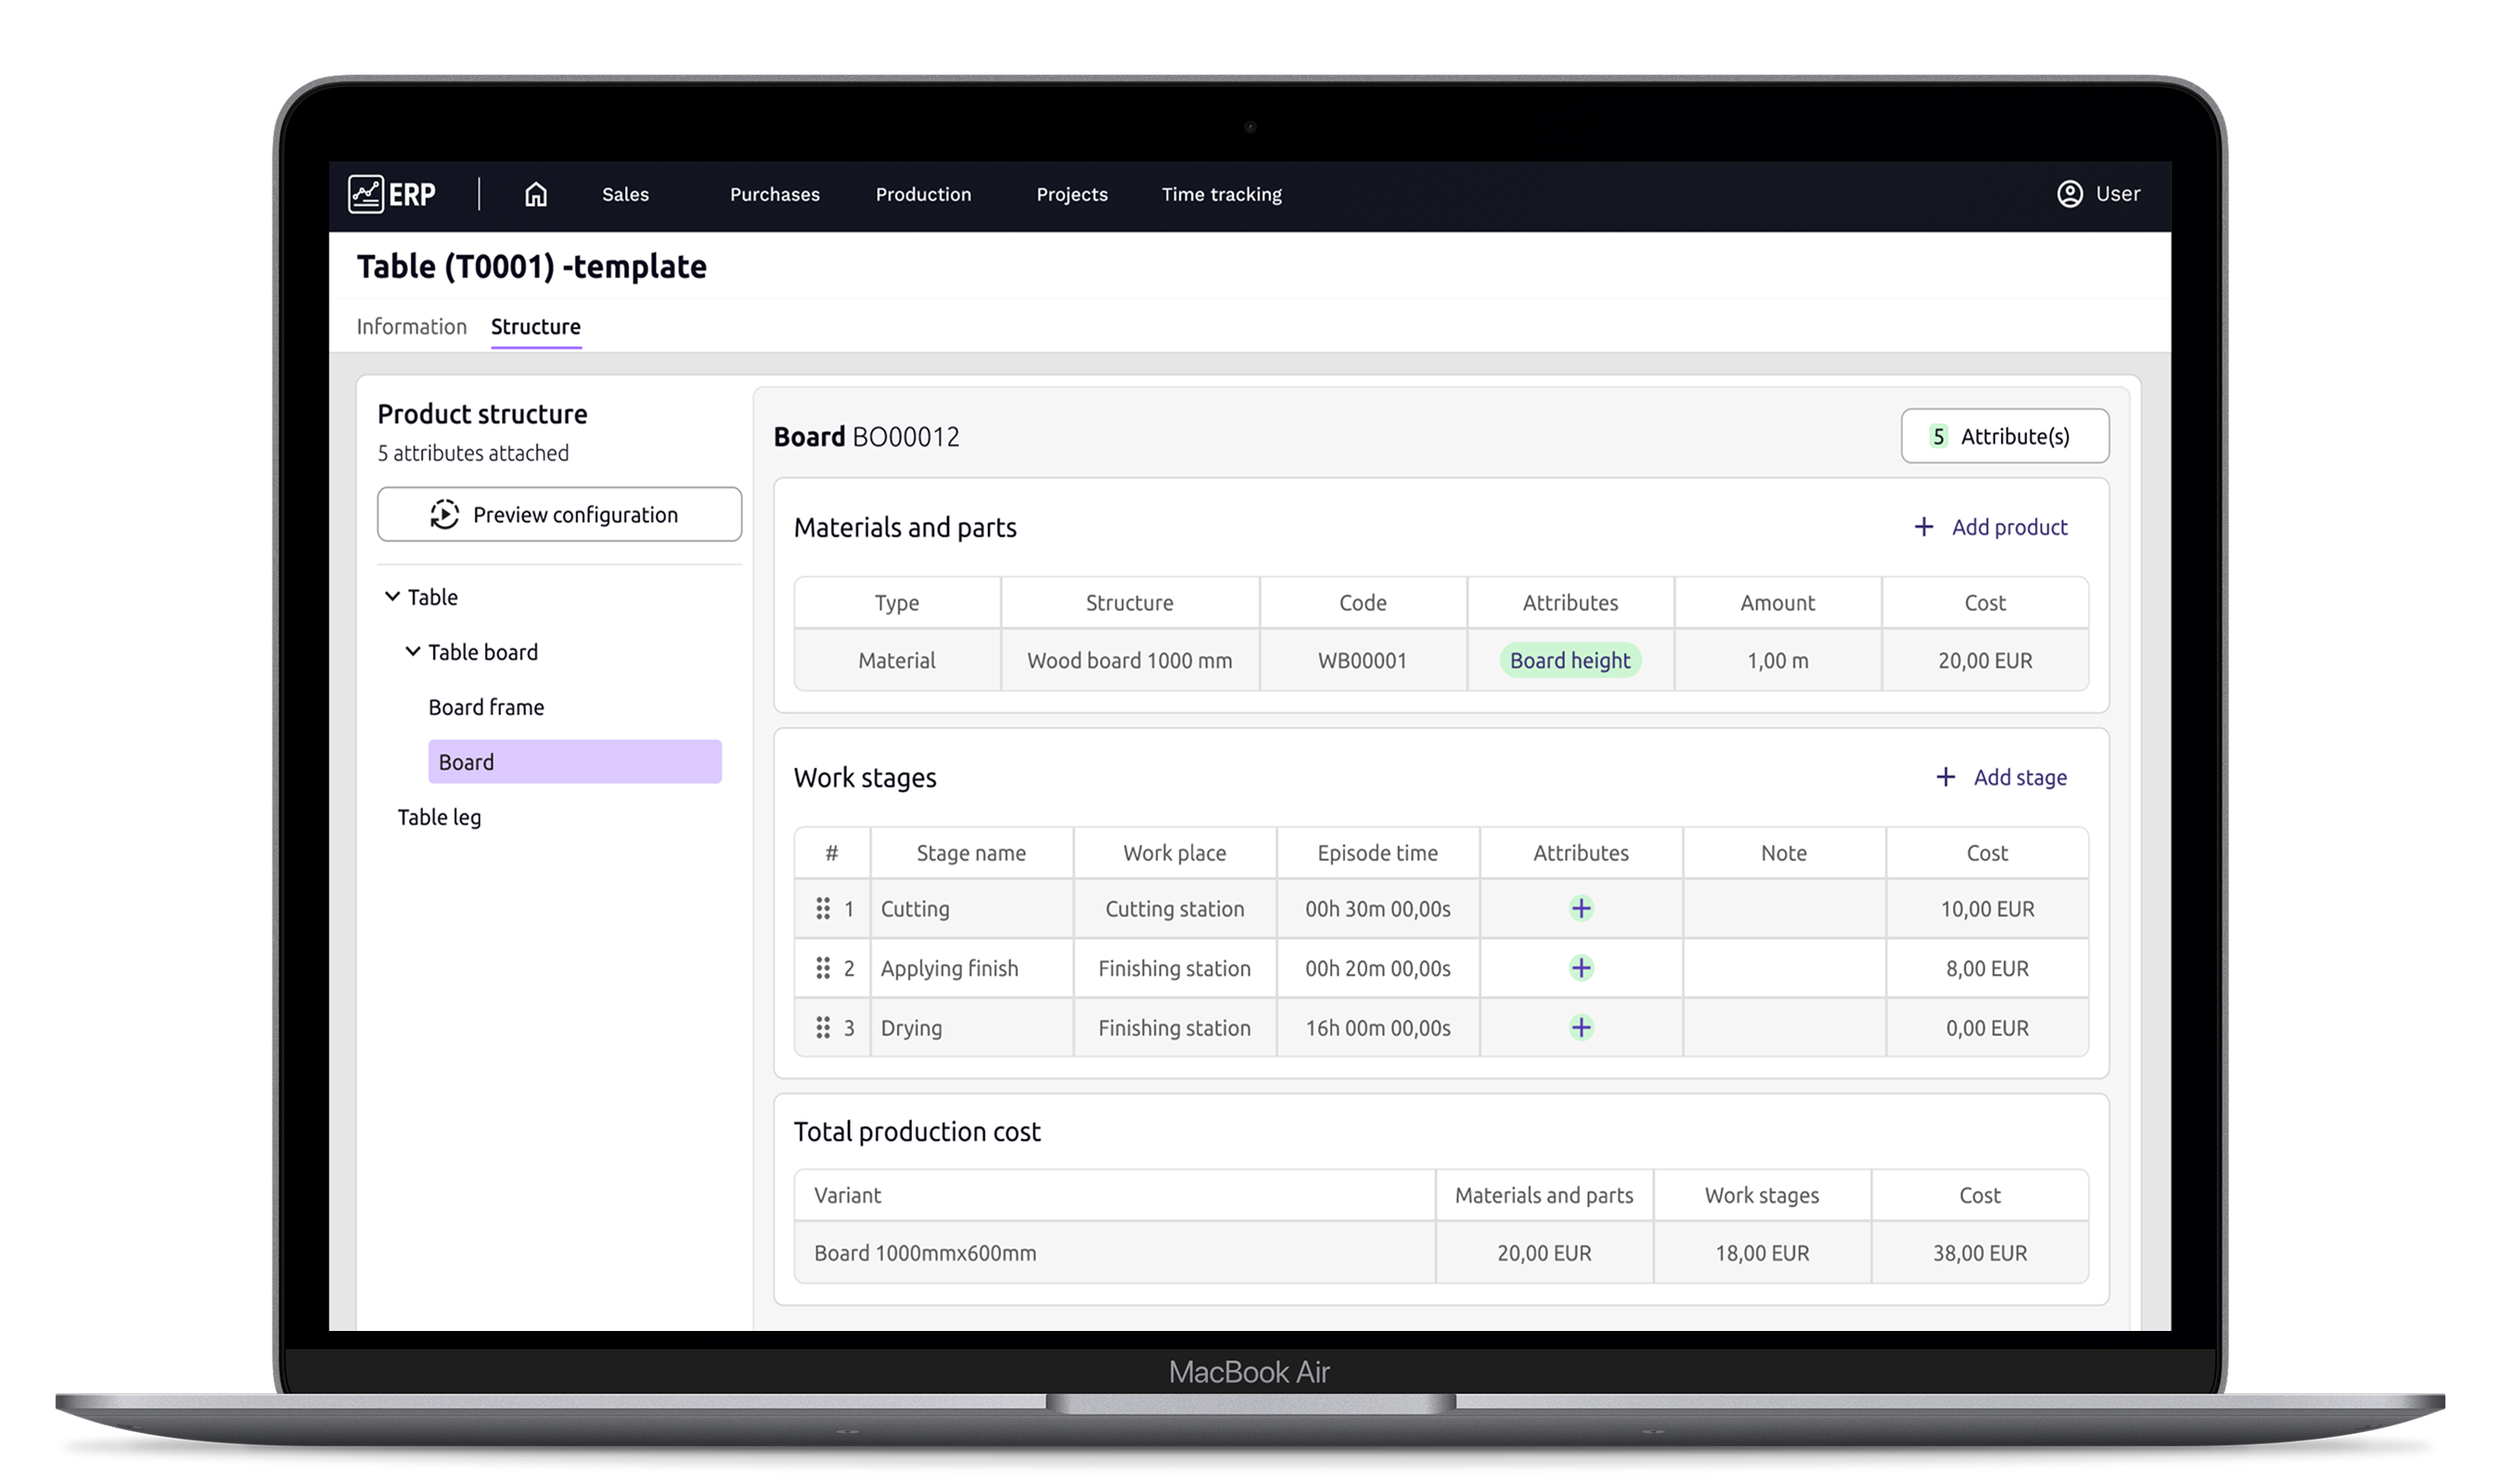 ERP Sales Purchases Production Projects Time tracking User
Table (T0001) -template
Information Structure
Product structure
5 attributes attached
Preview configuration
Table
Table board
Board frame
Board
Table leg
Board BO00012
5 Attribute(s)
Materials and parts
+ Add product
Type Structure Code Attributes Amount Cost
Material Wood board 1000 mm WB00001 Board height 1,00 m 20,00 EUR
Work stages
+ Add stage
# Stage name Work place Episode time Attributes Note Cost
1 Cutting Cutting station 00h 30m 00,00s + 10,00 EUR
2 Applying finish Finishing station 00h 20m 00,00s + 8,00 EUR
3 Drying Finishing station 16h 00m 00,00s + 0,00 EUR
Total production cost
Variant Materials and parts Work stages Cost
Board 1000mmx600mm 20,00 EUR 18,00 EUR 38,00 EUR
MacBook Air